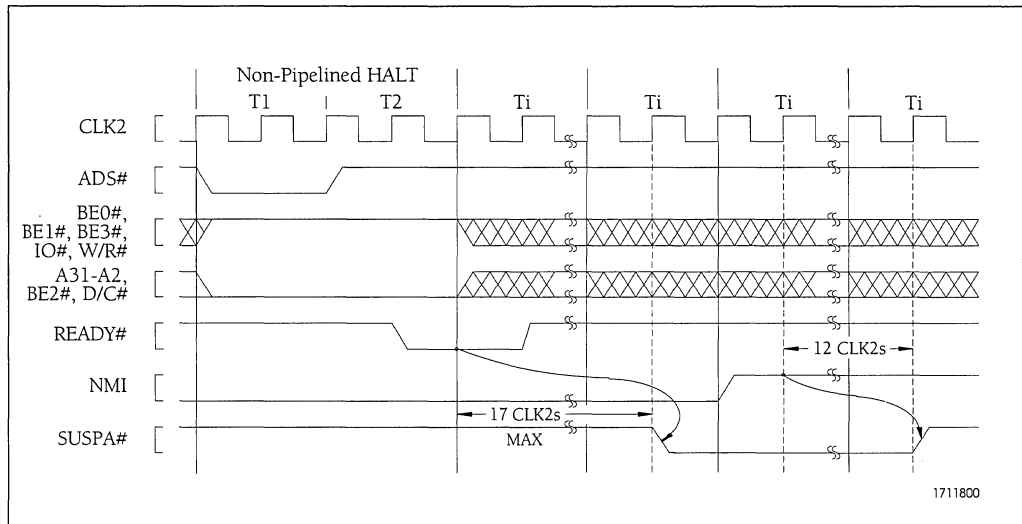 Non-Pipelined HALT
T1 T2 Ti Ti Ti Ti
CLK2
ADS#
BE0#,
BE1#, BE3#,
IO#, W/R#
A31-A2,
BE2#, D/C#
READY#
12 CLK2s
NMI
17 CLK2s
MAX
SUSPA#
1711800